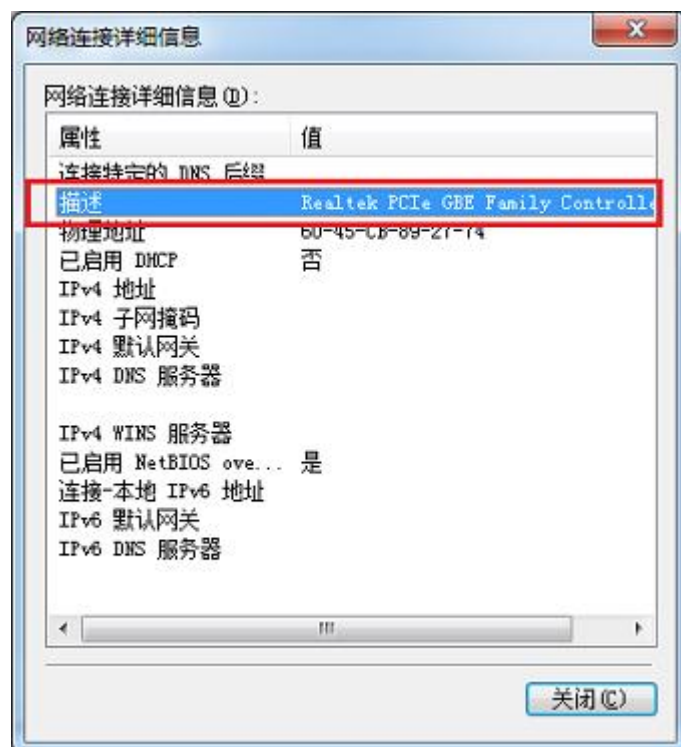 网络连接详细信息
网络连接详细信息(D):
属性 值
连接特定的 DNS 后缀
描述 Realtek PCIe GBE Family Controlle
物理地址 60-45-CB-89-27-74
已启用 DHCP 否
IPv4 地址
IPv4 子网掩码
IPv4 默认网关
IPv4 DNS 服务器
IPv4 WINS 服务器
已启用 NetBIOS ove... 是
连接-本地 IPv6 地址
IPv6 默认网关
IPv6 DNS 服务器
关闭(C)